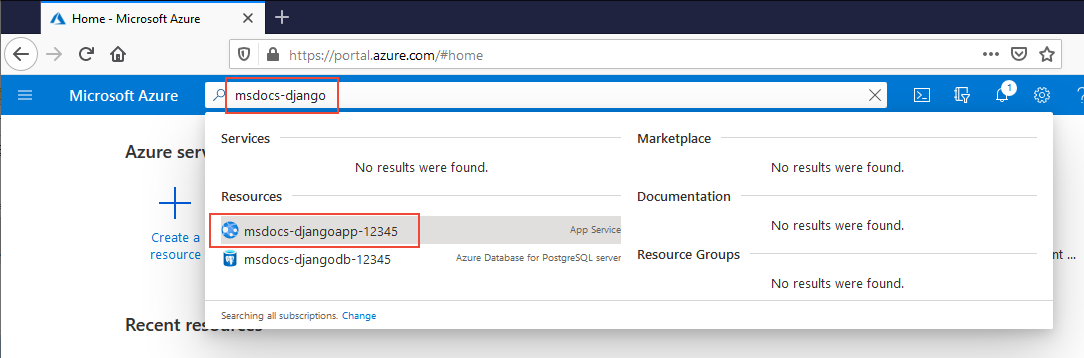 Home - Microsoft Azure
https://portal.azure.com/#home
Microsoft Azure
msdocs-django
1
Azure serv
Create a
resource
Services
No results were found.
Resources
msdocs-djangoapp-12345 App Service
msdocs-djangodb-12345 Azure Database for PostgreSQL server
Marketplace
No results were found.
Documentation
No results were found.
Resource Groups
No results were found.
Searching all subscriptions. Change
nt ...
Recent resources